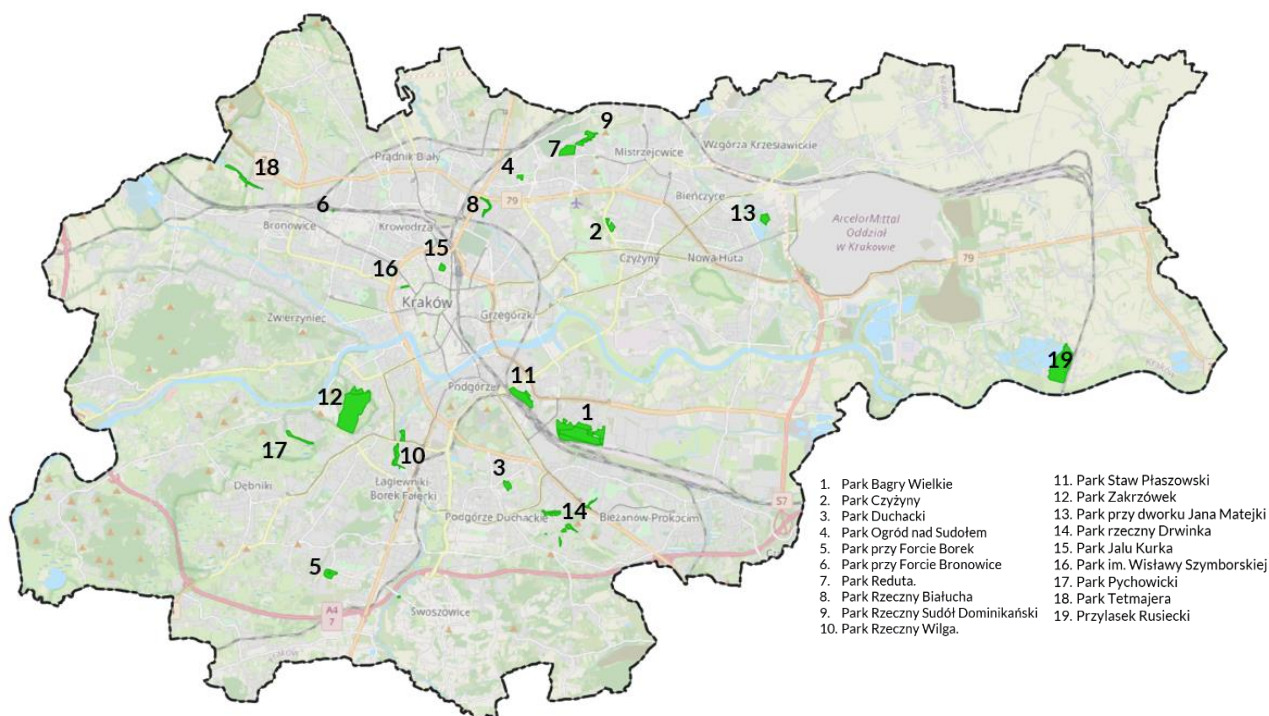 9
Prądnik Biały
7
Mistrzejowice
Wzgórza Krzesławickie
18
4
6
8
79
Bieńczyce
13
ArcelorMittal
Oddział
w Krakowie
Bronowice
Krowodrza
2
15
Czyżyny
Nowa Huta
79
16
Kraków
Zwierzyniec
Grzegórzki
19
Kraków
11
Podgórze
12
1
17
10
3
Dębniki
Łagiewniki-
Borek Fałęcki
14
Podgórze Duchackie
Bieżanów-Prokocim
S7
5
A4
7
Swoszowice
1. Park Bagry Wielkie
2. Park Czyżyny
3. Park Duchacki
4. Park Ogród nad Sudołem
5. Park przy Forcie Borek
6. Park przy Forcie Bronowice
7. Park Reduta.
8. Park Rzeczny Białucha
9. Park Rzeczny Sudół Dominikański
10. Park Rzeczny Wilga.
11. Park Staw Płaszowski
12. Park Zakrzówek
13. Park przy dworku Jana Matejki
14. Park rzeczny Drwinka
15. Park Jalu Kurka
16. Park im. Wisławy Szymborskiej
17. Park Pychowicki
18. Park Tetmajera
19. Przylasek Rusiecki